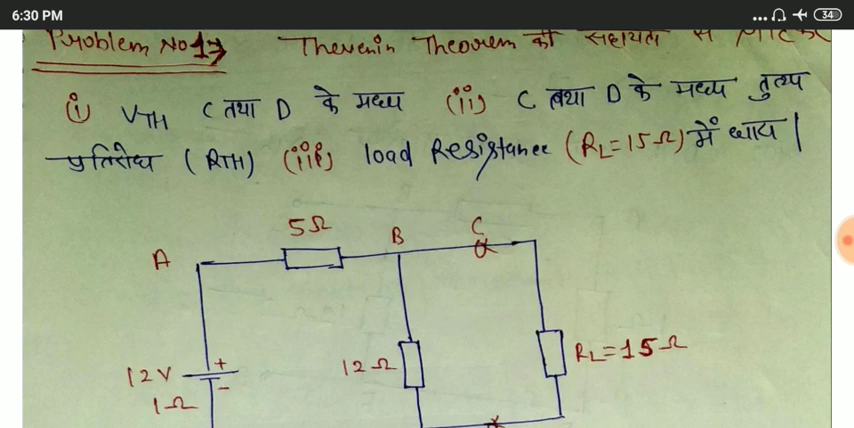 6:30 PM ... 34
Problem No 1⇒ Thevenin Theorem की सहायता से
(i) VTH C तथा D के मध्य (ii) C तथा D के मध्य तुल्य
प्रतिरोध (RTH) (iii) load Resistance (RL=15Ω) में धारा |
5Ω B C
A
12Ω RL=15Ω
12V + -
1Ω